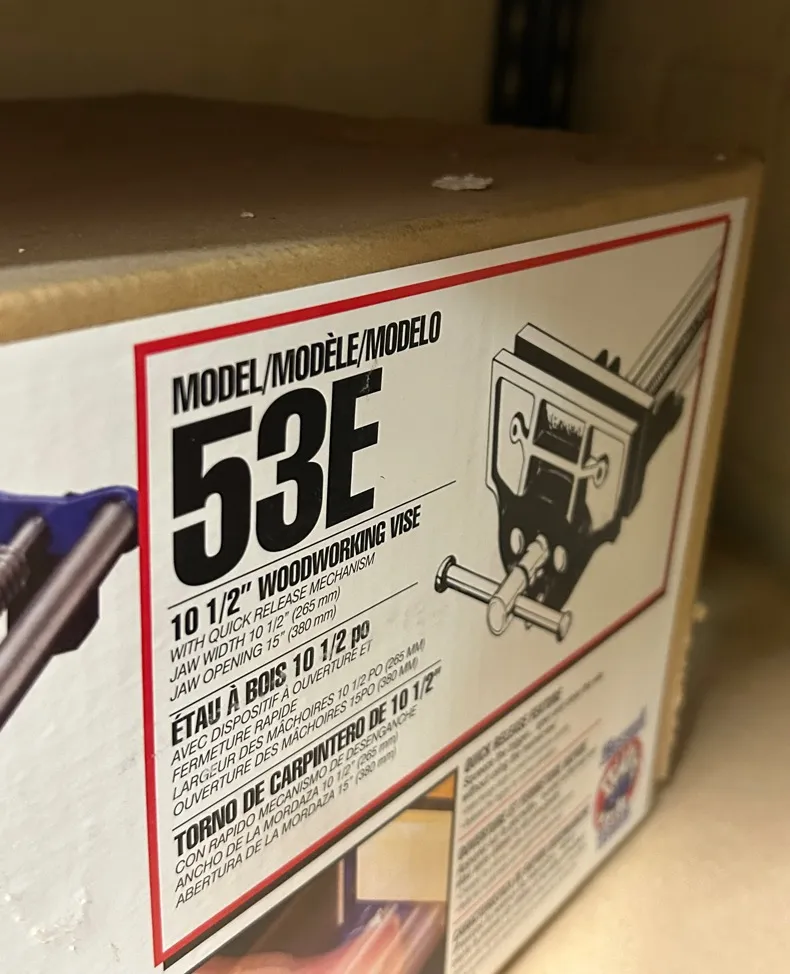 MODEL/MODÈLE/MODELO
53E
10 1/2" WOODWORKING VISE
WITH QUICK RELEASE MECHANISM
JAW WIDTH 10 1/2" (265 mm)
JAW OPENING 15" (380 mm)
ÉTAU À BOIS 10 1/2 po
AVEC DISPOSITIF À OUVERTURE ET
FERMETURE RAPIDE
LARGEUR DES MÂCHOIRES 10 1/2 PO (265 MM)
OUVERTURE DES MÂCHOIRES 15PO (380 MM)
TORNO DE CARPINTERO DE 10 1/2"
CON RAPIDO MECANISMO DE DESENGANCHE
ANCHO DE LA MORDAZA 10 1/2" (265 mm)
ABERTURA DE LA MORDAZA 15" (380 mm)
QUICK RELEASE